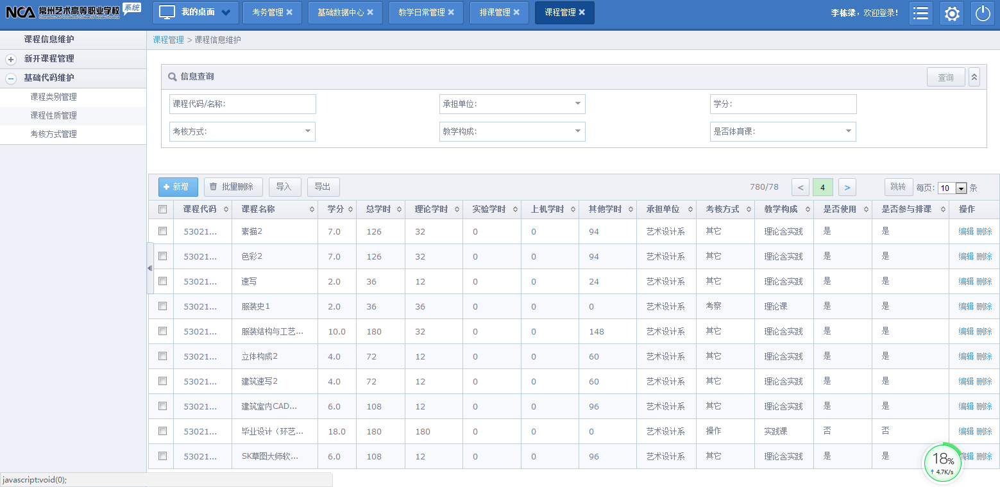 NCA 常州艺术高等职业学校 系统 我的桌面 考务管理 × 基础数据中心 × 教学日常管理 × 排课管理 × 课程管理 × 李栋梁，欢迎登录！
课程信息维护
新开课程管理
基础代码维护
课程类别管理
课程性质管理
考核方式管理
课程管理 > 课程信息维护
信息查询 查询
课程代码/名称: 承担单位: 学分:
考核方式: 教学构成: 是否体育课:
新增 批量删除 导入 导出 780/78 < 4 > 跳转 每页: 10 条
课程代码 课程名称 学分 总学时 理论学时 实验学时 上机学时 其他学时 承担单位 考核方式 教学构成 是否使用 是否参与排课 操作
53021... 素描2 7.0 126 32 0 0 94 艺术设计系 其它 理论含实践 是 是 编辑 删除
53021... 色彩2 7.0 126 32 0 0 94 艺术设计系 其它 理论含实践 是 是 编辑 删除
53021... 速写 2.0 36 12 0 0 24 艺术设计系 其它 理论含实践 是 是 编辑 删除
53021... 服装史1 2.0 36 36 0 0 0 艺术设计系 考察 理论课 是 是 编辑 删除
53021... 服装结构与工艺... 10.0 180 32 0 0 148 艺术设计系 其它 理论含实践 是 是 编辑 删除
53021... 立体构成2 4.0 72 12 0 0 60 艺术设计系 其它 理论含实践 是 是 编辑 删除
53021... 建筑速写2 4.0 72 12 0 0 60 艺术设计系 其它 理论含实践 是 是 编辑 删除
53021... 建筑室内CAD... 6.0 108 12 0 0 96 艺术设计系 其它 理论含实践 是 是 编辑 删除
53021... 毕业设计（环艺... 18.0 180 180 0 0 0 艺术设计系 操作 实践课 否 否 编辑 删除
53021... SK草图大师软... 6.0 108 12 0 0 96 艺术设计系 其它 理论含实践 是 是 编辑 删除
18%
↑ 4.7K/s
javascript:void(0);